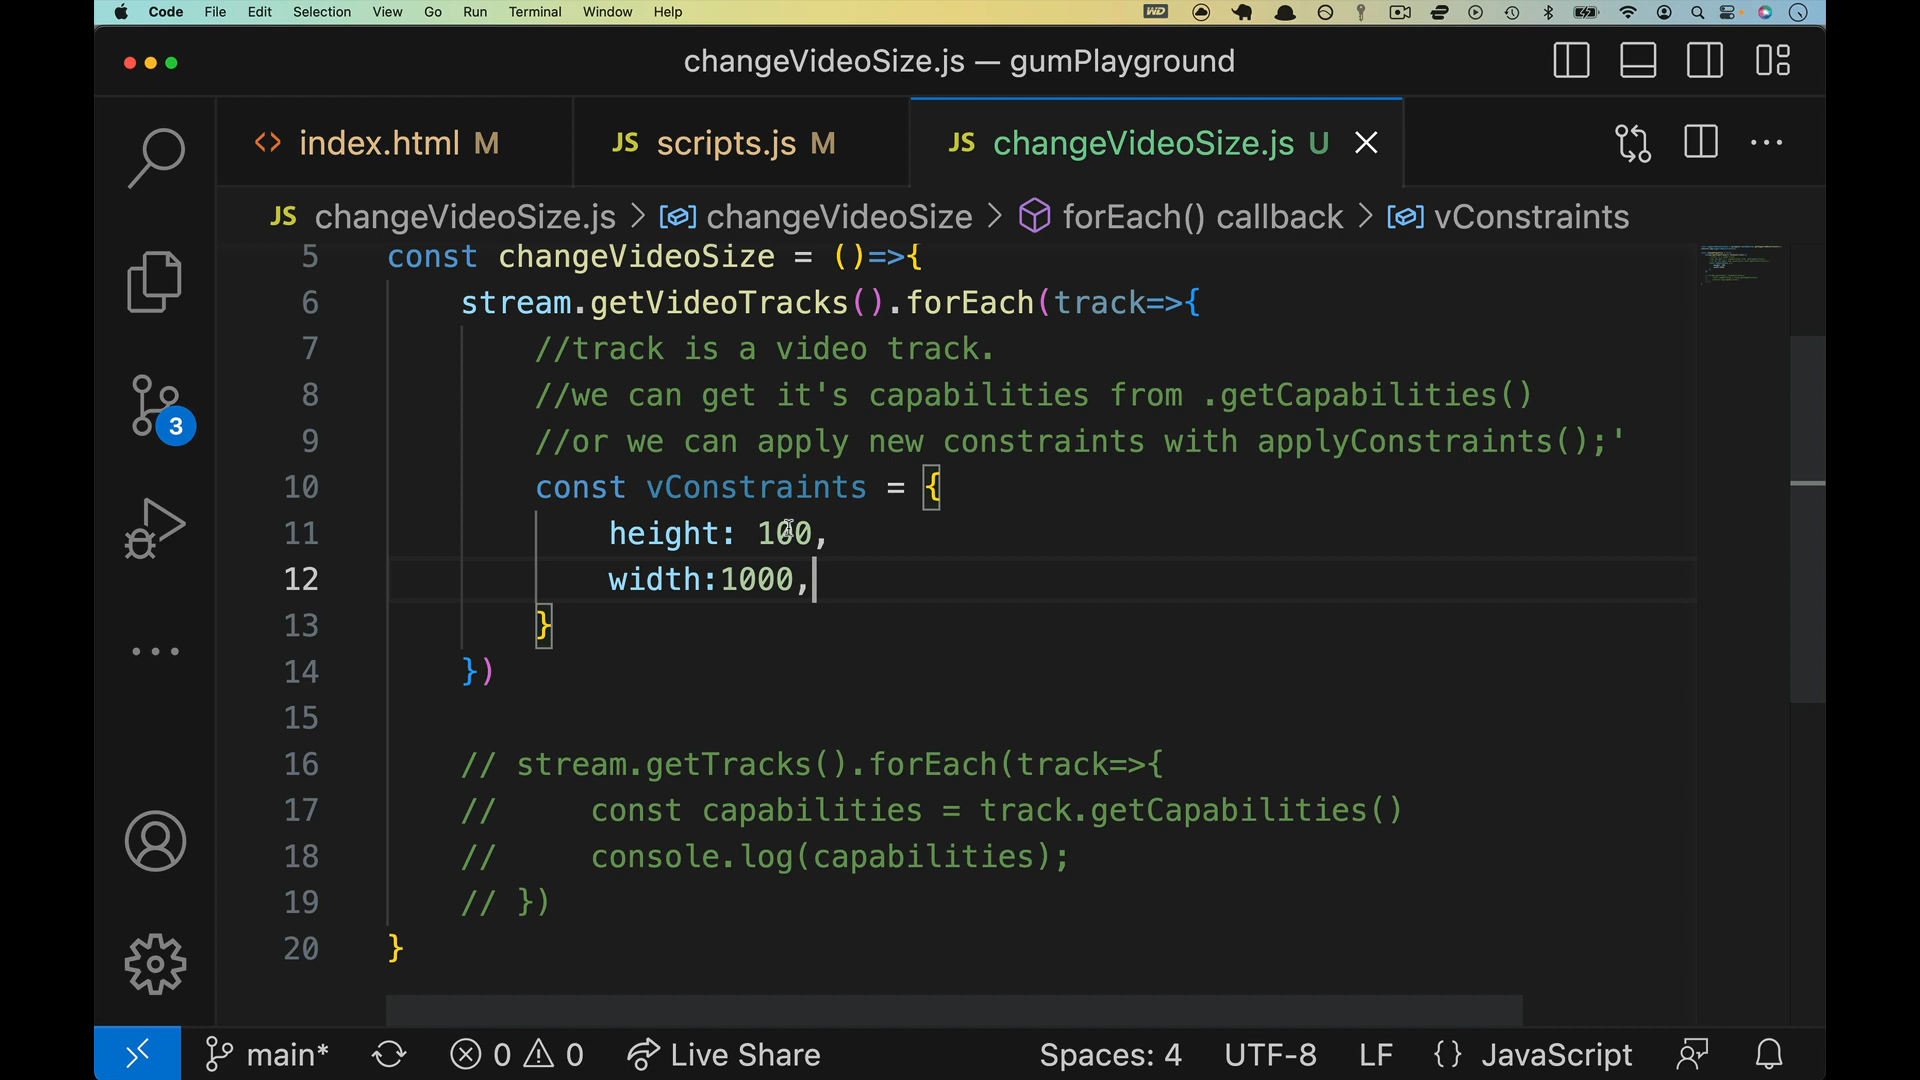 Code File Edit Selection View Go Run Terminal Window Help WD
changeVideoSize.js — gumPlayground
<> index.html M JS scripts.js M JS changeVideoSize.js U
JS changeVideoSize.js > changeVideoSize > forEach() callback > vConstraints
5 const changeVideoSize = ()=>{
6 stream.getVideoTracks().forEach(track=>{
7 //track is a video track.
8 //we can get it's capabilities from .getCapabilities()
9 //or we can apply new constraints with applyConstraints();'
10 const vConstraints = {
11 height: 100,
12 width:1000,
13 }
14 })
15
16 // stream.getTracks().forEach(track=>{
17 // const capabilities = track.getCapabilities()
18 // console.log(capabilities);
19 // })
20 }
3
main* 0 0 Live Share Spaces: 4 UTF-8 LF {} JavaScript